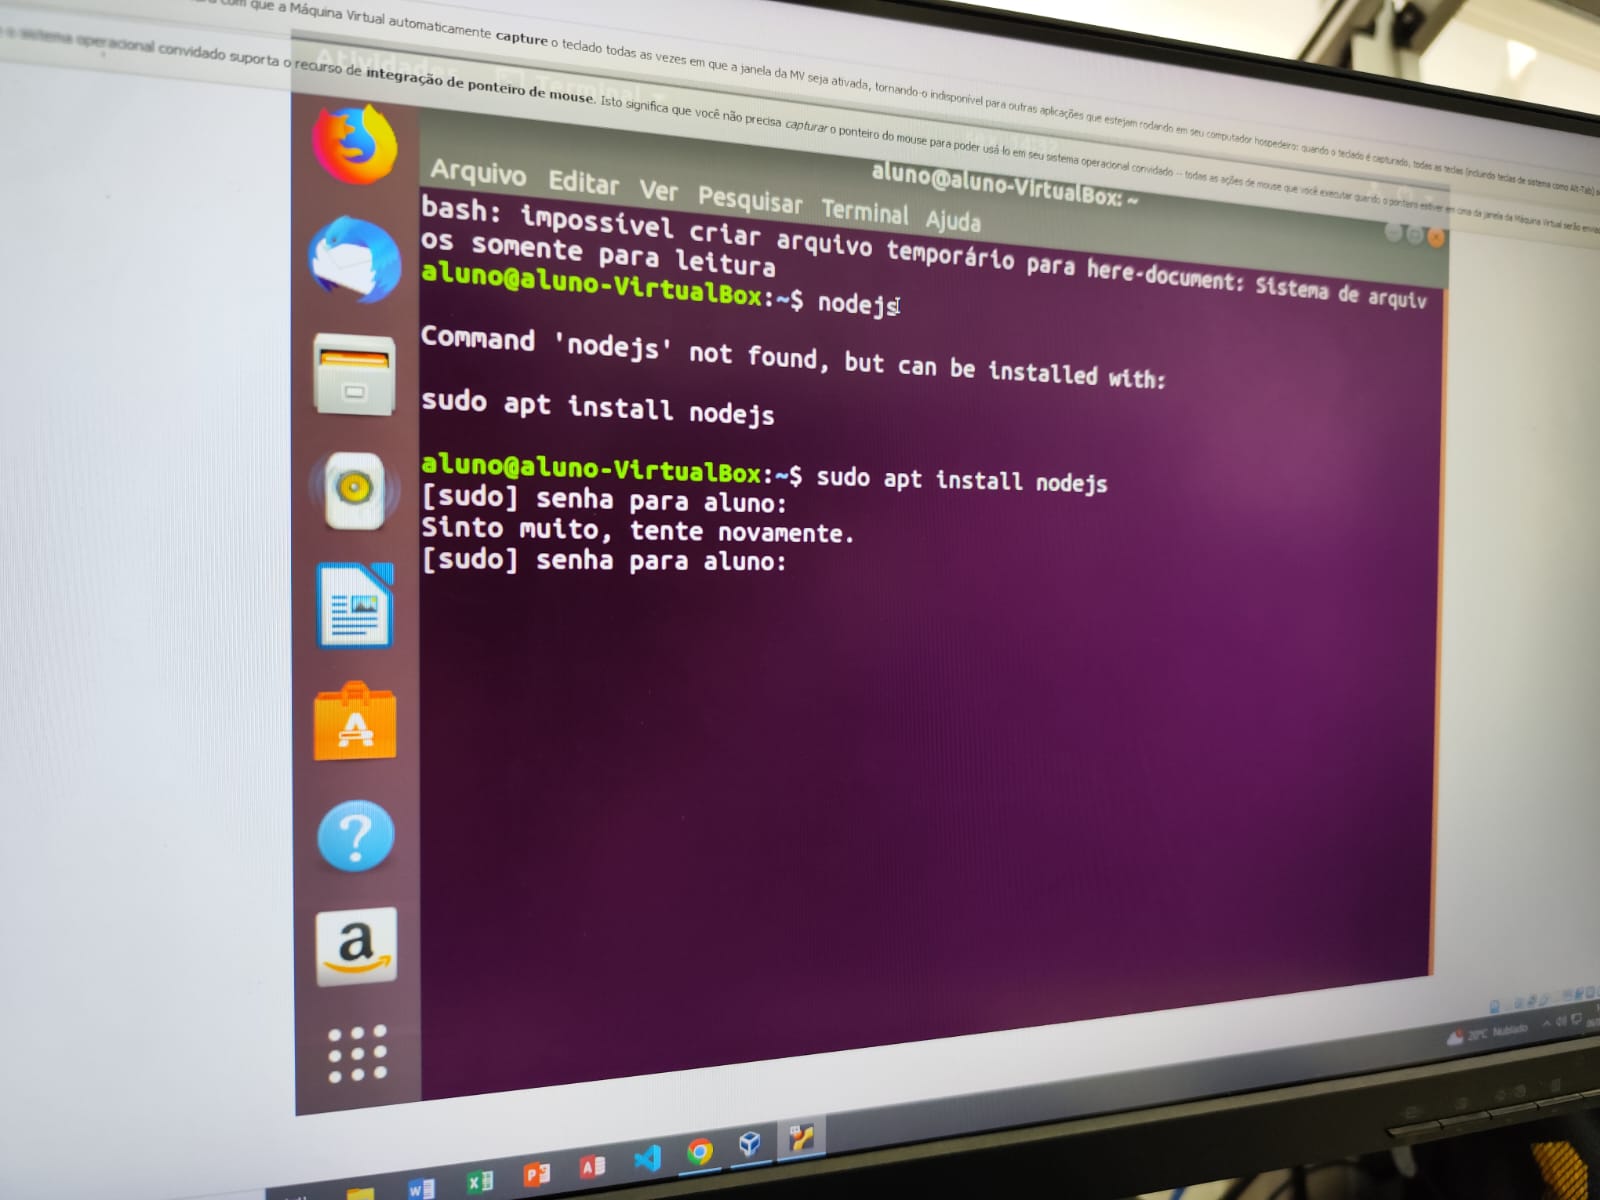 que a Máquina Virtual automaticamente capture o teclado todas as vezes em que a janela da MV seja ativada, tornando-o indisponível para outras aplicações que estejam rodando em seu computador hospedeiro: quando o teclado é capturado, todas as teclas (incluindo teclas de sistema como Alt-Tab)
o sistema operacional convidado suporta o recurso de integração de ponteiro de mouse. Isto significa que você não precisa capturar o ponteiro do mouse para poder usá-lo em seu sistema operacional convidado -- todas as ações de mouse que você executar quando o ponteiro estiver em cima da janela da Máquina Virtual serão
Atividades Terminal
aluno@aluno-VirtualBox: ~
Arquivo Editar Ver Pesquisar Terminal Ajuda
bash: impossível criar arquivo temporário para here-document: Sistema de arquiv
os somente para leitura
aluno@aluno-VirtualBox:~$ nodejs
Command 'nodejs' not found, but can be installed with:
sudo apt install nodejs
aluno@aluno-VirtualBox:~$ sudo apt install nodejs
[sudo] senha para aluno:
Sinto muito, tente novamente.
[sudo] senha para aluno:
20°C Nublado